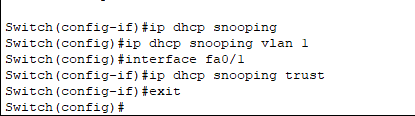 Switch(config-if)#ip dhcp snooping
Switch(config)#ip dhcp snooping vlan 1
Switch(config)#interface fa0/1
Switch(config-if)#ip dhcp snooping trust
Switch(config-if)#exit
Switch(config)#